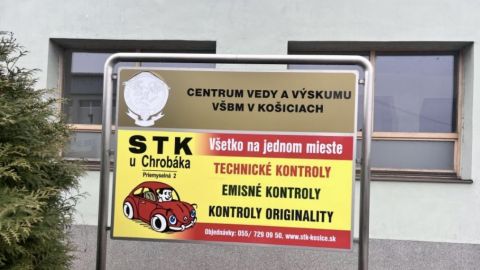 CENTRUM VEDY A VÝSKUMU
VŠBM V KOŠICIACH
STK
u Chrobáka
Priemyselná 2
Všetko na jednom mieste
TECHNICKÉ KONTROLY
EMISNÉ KONTROLY
KONTROLY ORIGINALITY
Objednávky: 055/ 729 09 50. www.stk-kosice.sk